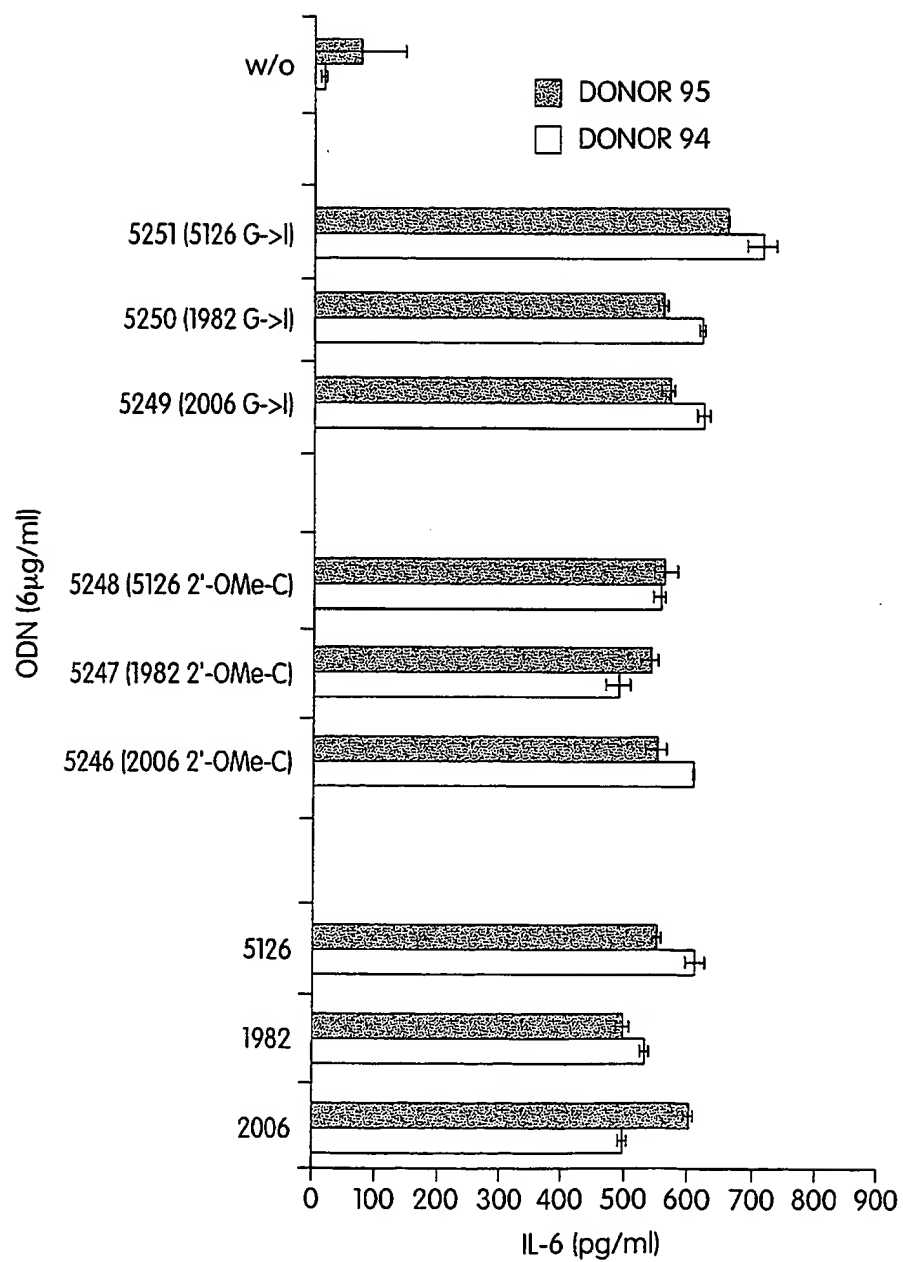 w/o
DONOR 95
DONOR 94
5251 (5126 G->I)
5250 (1982 G->I)
5249 (2006 G->I)
5248 (5126 2'-OMe-C)
5247 (1982 2'-OMe-C)
5246 (2006 2'-OMe-C)
5126
1982
2006
ODN (6µg/ml)
0 100 200 300 400 500 600 700 800 900
IL-6 (pg/ml)